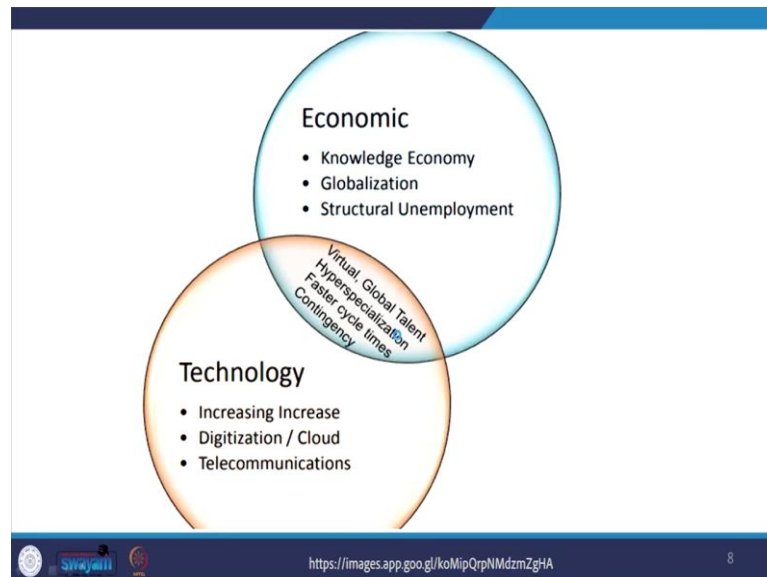 Economic
• Knowledge Economy
• Globalization
• Structural Unemployment
Virtual, Global Talent
Hyperspecialization
Faster cycle times
Contingency
Technology
• Increasing Increase
• Digitization / Cloud
• Telecommunications
swayam
https://images.app.goo.gl/koMipQrpNMdzmZgHA
8